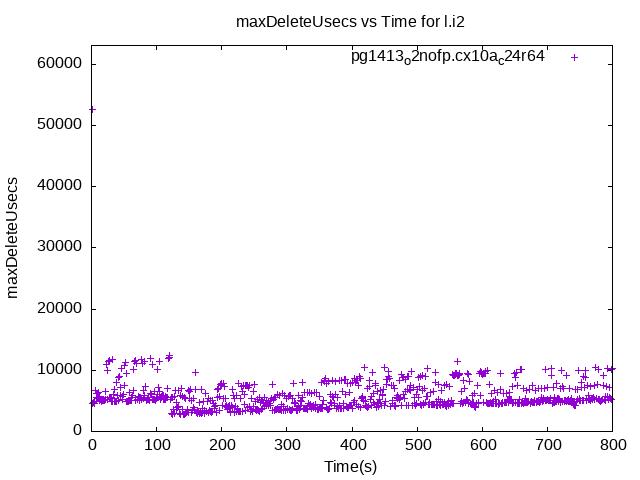 maxDeleteUsecs vs Time for l.i2
pg1413o2nofp.cx10ac24r64
60000
50000
40000
30000
20000
10000
0
maxDeleteUsecs
0 100 200 300 400 500 600 700 800
Time(s)